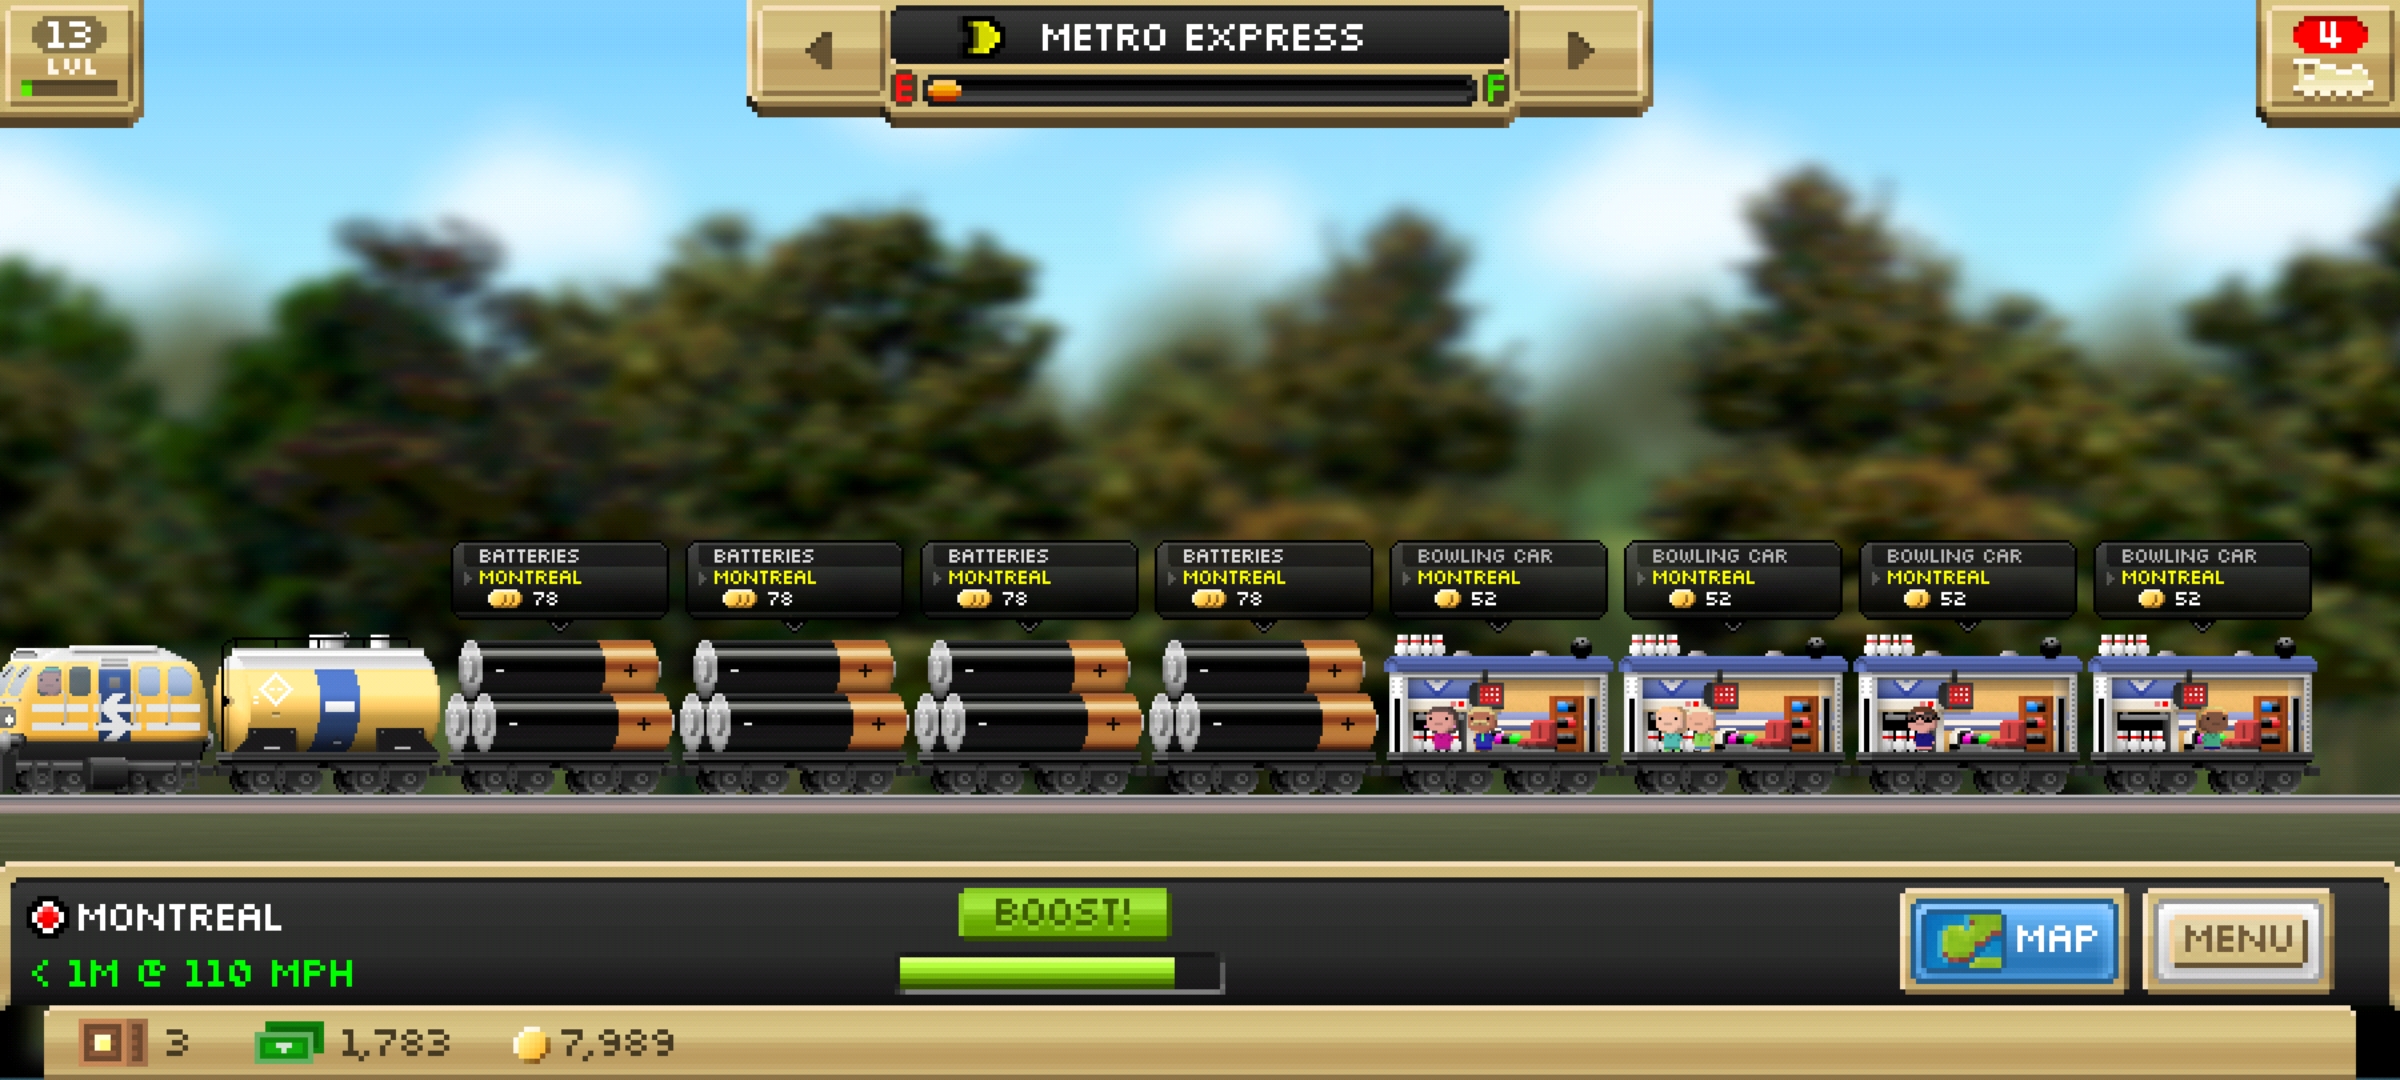 13
LVL
METRO EXPRESS
E F
4
BATTERIES
MONTREAL
78
BATTERIES
MONTREAL
78
BATTERIES
MONTREAL
78
BATTERIES
MONTREAL
78
BOWLING CAR
MONTREAL
52
BOWLING CAR
MONTREAL
52
BOWLING CAR
MONTREAL
52
BOWLING CAR
MONTREAL
52
- +
- +
- +
- +
- +
- +
- +
- +
MONTREAL
< 1M @ 110 MPH
BOOST!
MAP
MENU
3
1,783
7,989